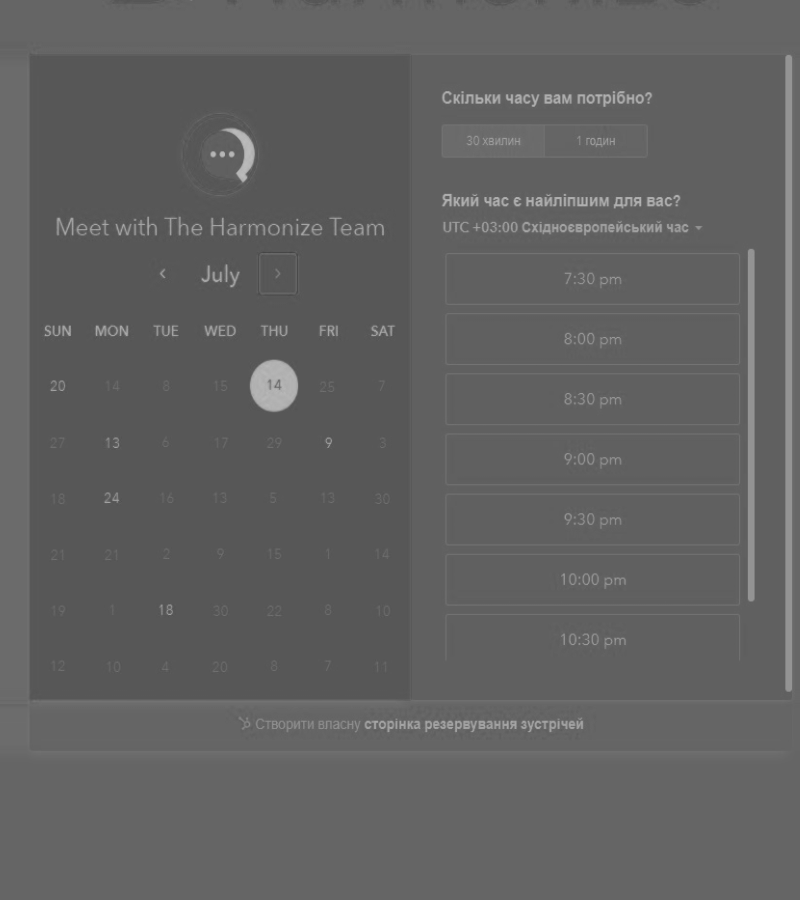 Meet with The Harmonize Team
July
SUN MON TUE WED THU FRI SAT
20 14 8 15 14 25 7
27 13 6 17 29 9 3
18 24 16 13 5 13 30
21 21 2 9 15 1 14
19 1 18 30 22 8 10
12 10 4 20 8 7 11
Скільки часу вам потрібно?
30 хвилин 1 годин
Який час є найліпшим для вас?
UTC +03:00 Східноєвропейський час
7:30 pm
8:00 pm
8:30 pm
9:00 pm
9:30 pm
10:00 pm
10:30 pm
Створити власну сторінка резервування зустрічей